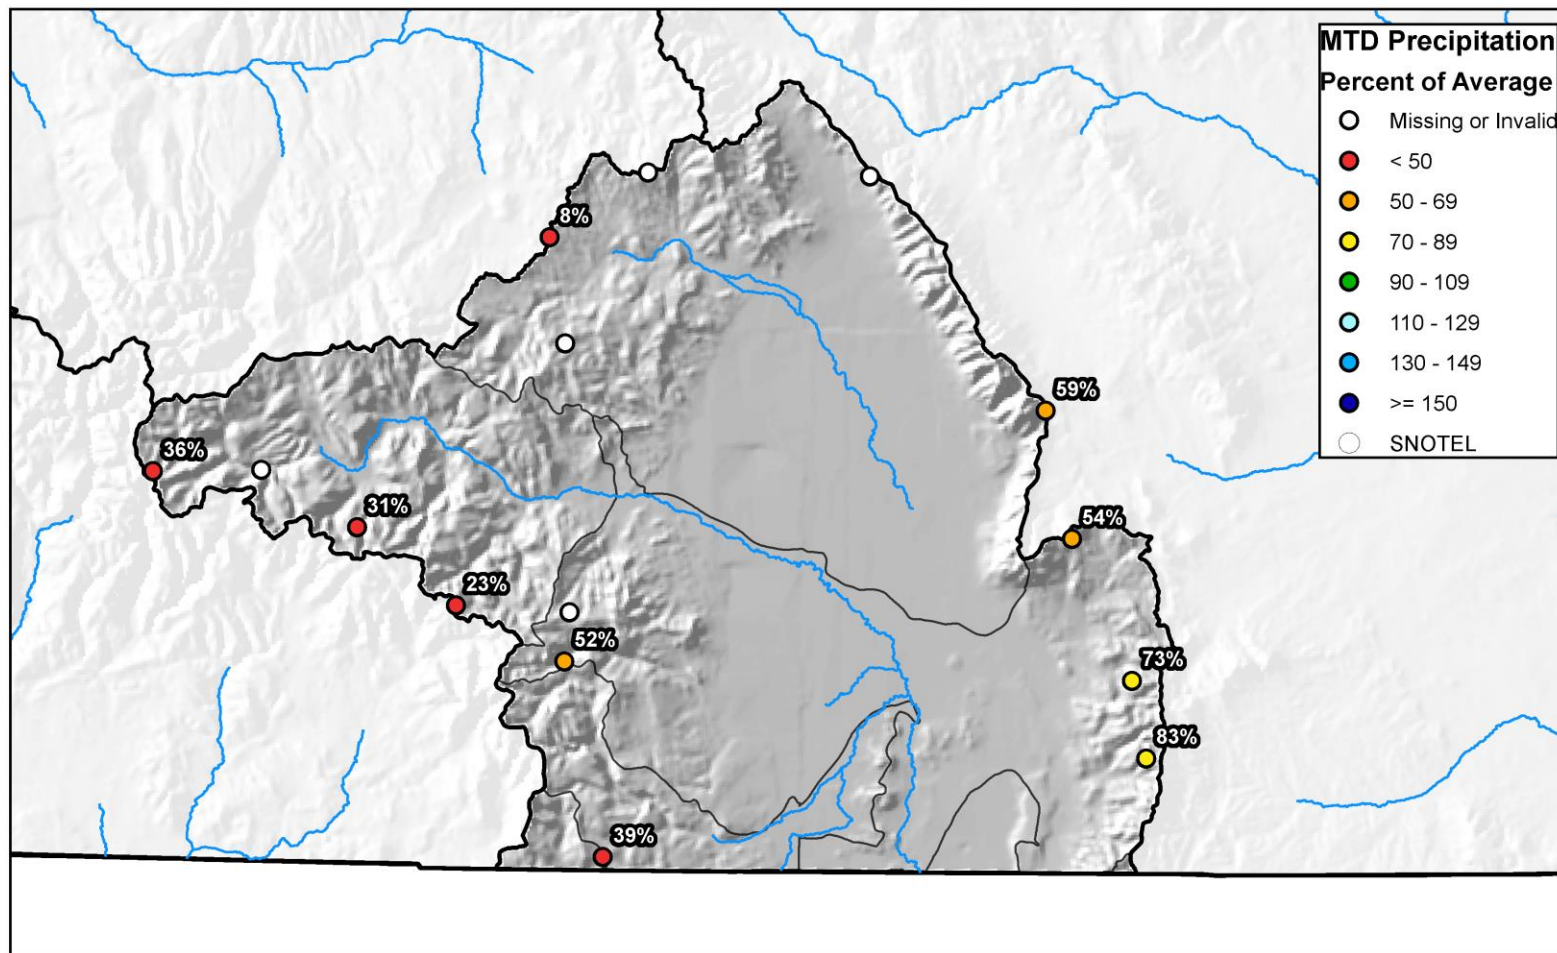 MTD Precipitation
Percent of Average
Missing or Invalid
< 50
50 - 69
70 - 89
90 - 109
110 - 129
130 - 149
>= 150
SNOTEL
8%
59%
36%
31%
54%
23%
52%
73%
83%
39%